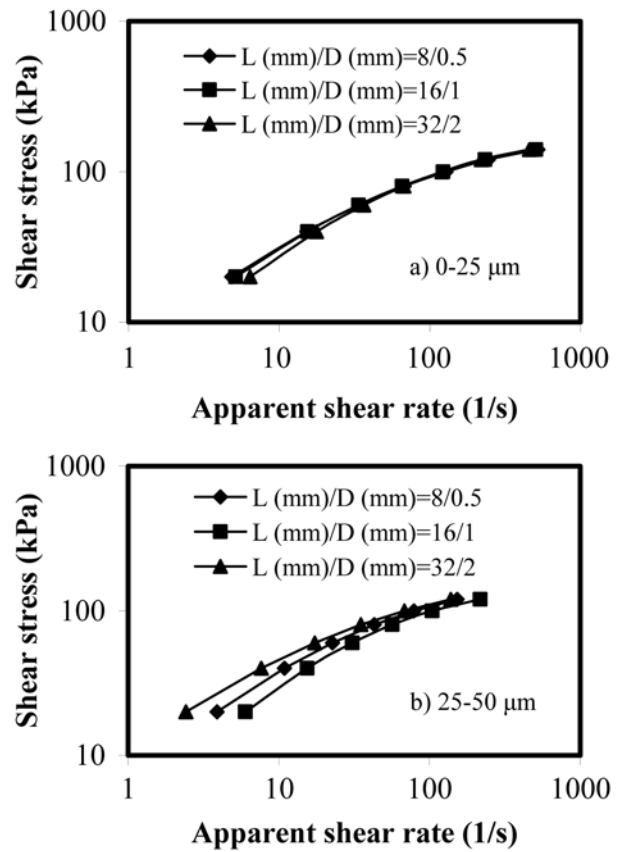 1000
L (mm)/D (mm)=8/0.5
L (mm)/D (mm)=16/1
L (mm)/D (mm)=32/2
Shear stress (kPa)
100
a) 0-25 μm
10
1 10 100 1000
Apparent shear rate (1/s)
1000
L (mm)/D (mm)=8/0.5
L (mm)/D (mm)=16/1
L (mm)/D (mm)=32/2
Shear stress (kPa)
100
b) 25-50 μm
10
1 10 100 1000
Apparent shear rate (1/s)